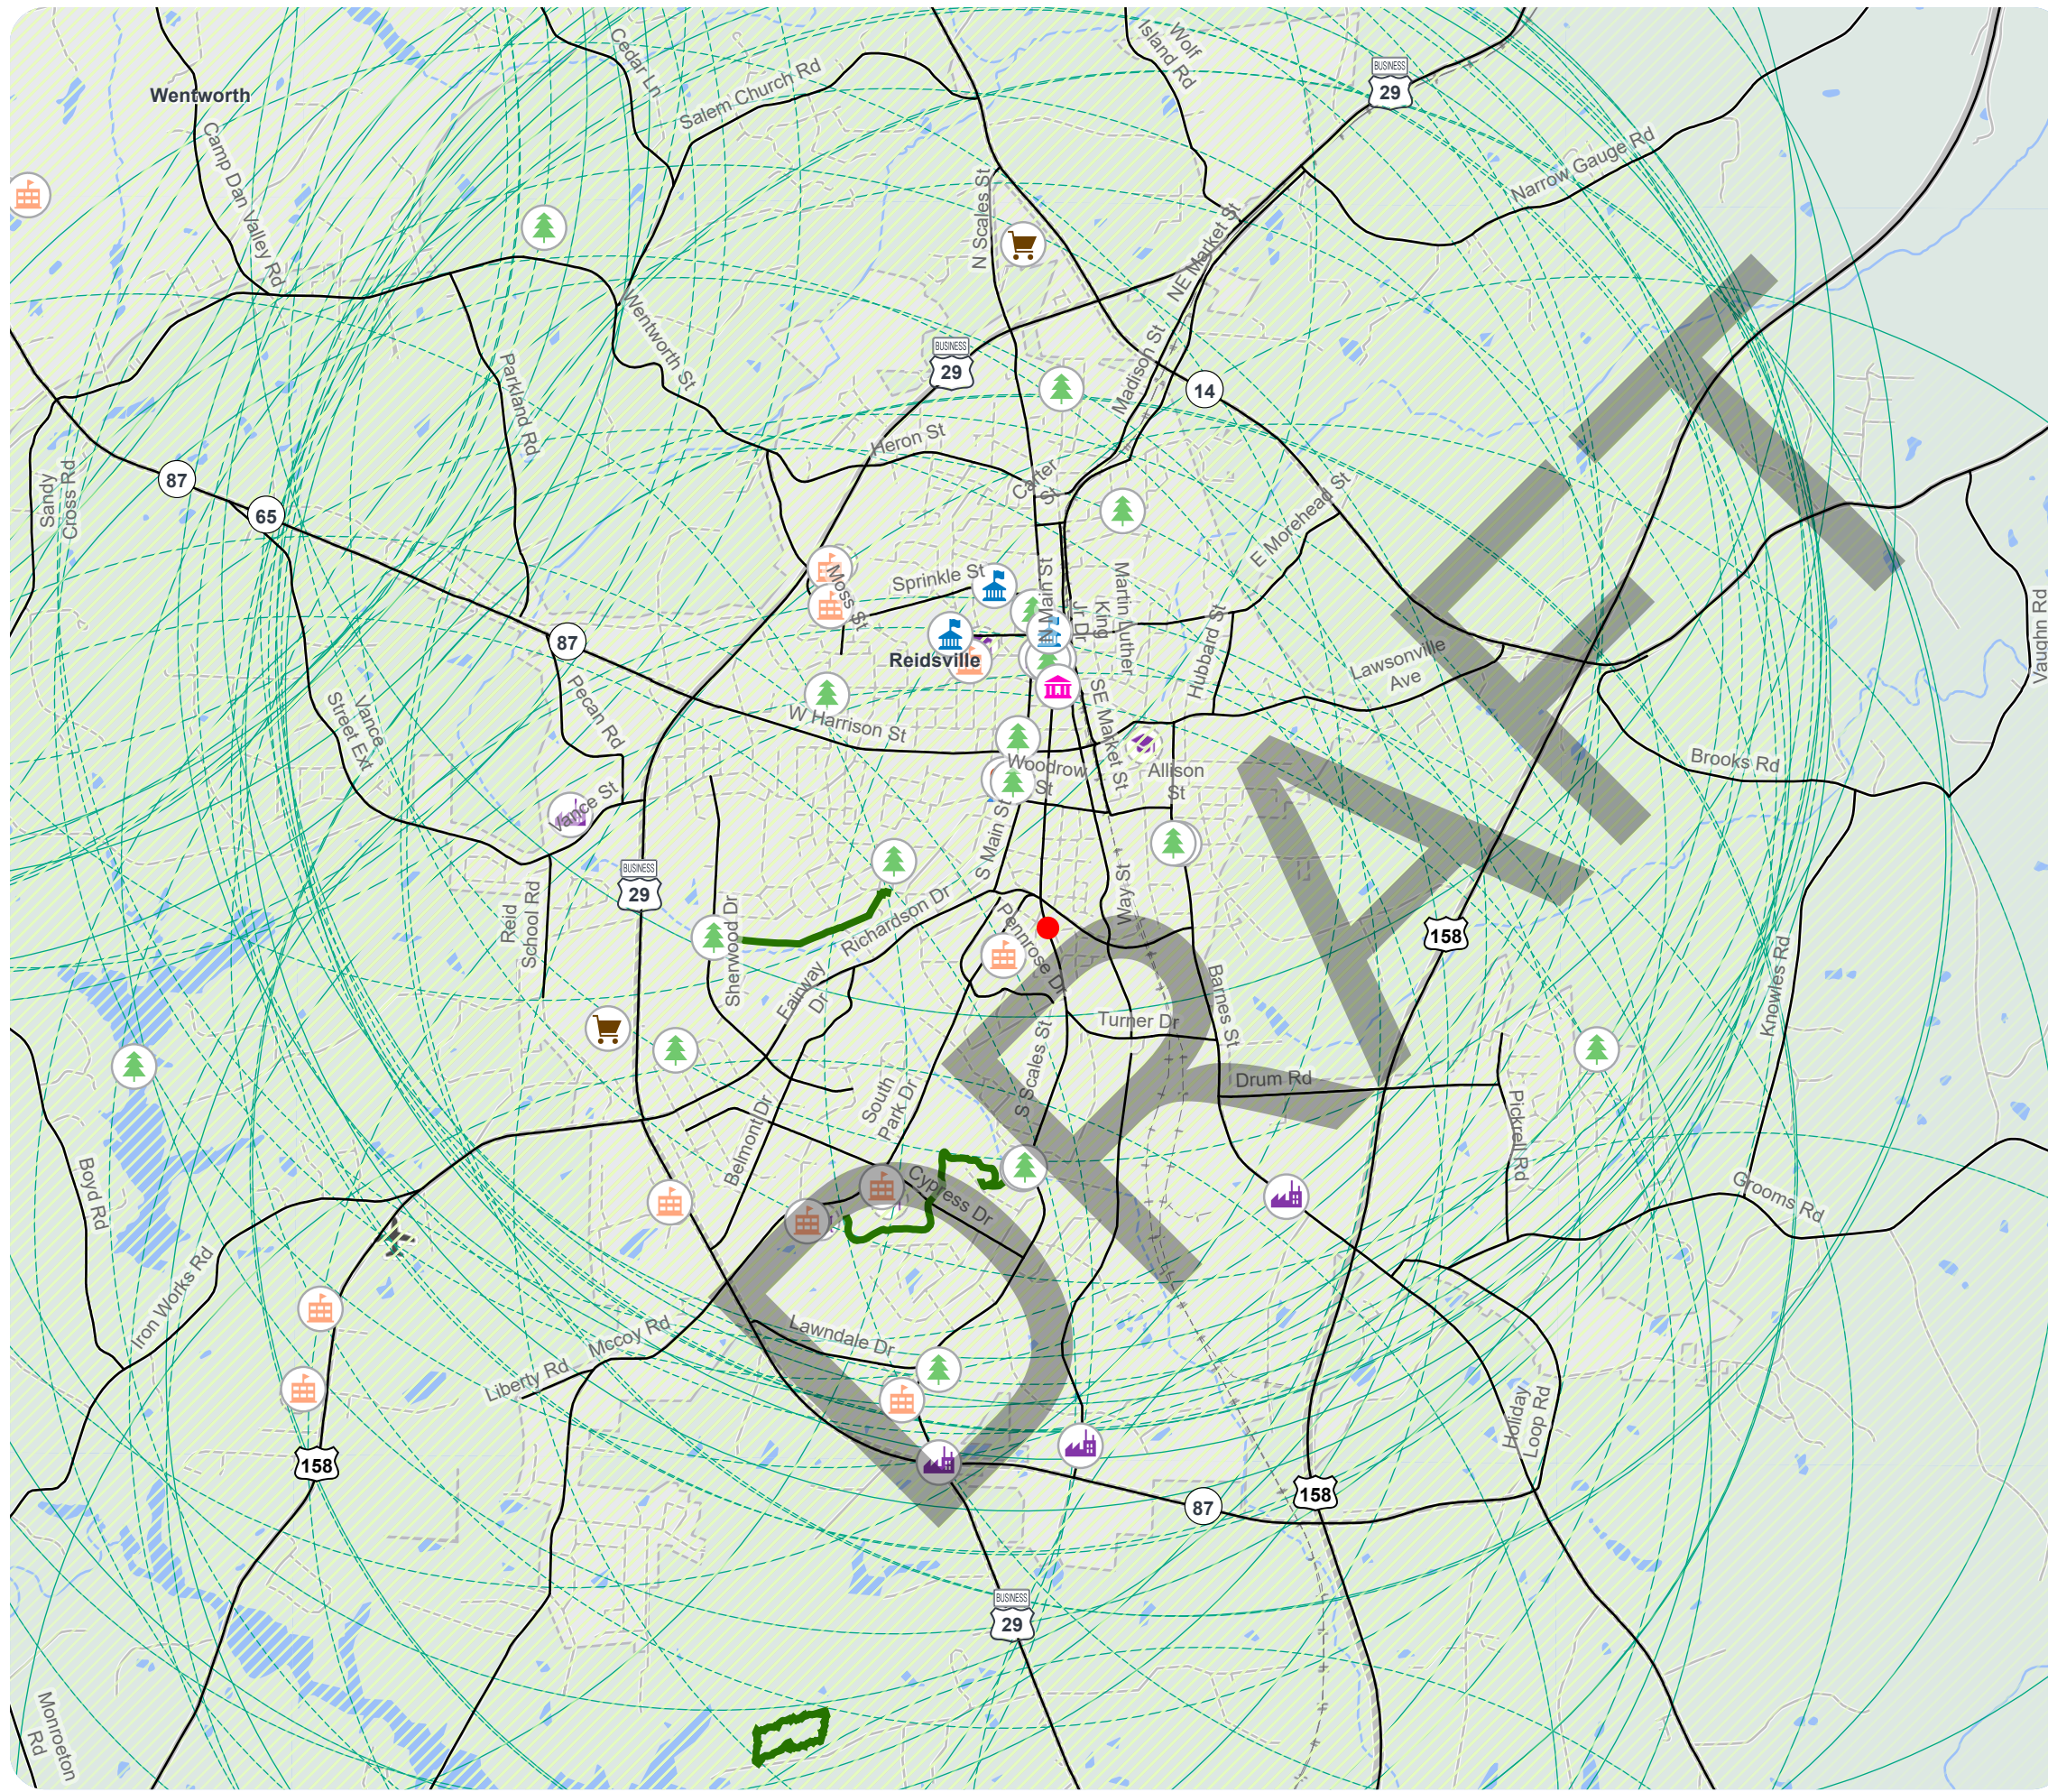 Wentworth
Cedar Ln
Salem Church Rd
Wolf
Island Rd
BUSINESS
29
Camp Dan Valley Rd
Narrow Gauge Rd
N Scales St
NE Market St
Wentworth St
Parkland Rd
BUSINESS
29
Madison St
14
Heron St
Carter
St
87
Sandy
Cross Rd
65
E Morehead St
Sprinkle St
Moss St
N Main St
Martin Luther
King
Jr Dr
Hubbard St
87
Reidsville
Lawsonville
Ave
Vaughn Rd
Pecan Rd
Vance
Street Ext
W Harrison St
SE Market St
Woodrow
St
Allison
St
Brooks Rd
Vance St
S Main St
BUSINESS
29
Way St
Reid
School Rd
Sherwood Dr
Richardson Dr
Pennrose Dr
158
Fairway
Dr
Barnes St
Knowles Rd
Turner Dr
S Scales St
Drum Rd
South
Park Dr
Belmont Dr
Pickrell Rd
Boyd Rd
Cypress Dr
Grooms Rd
Iron Works Rd
Lawndale Dr
Mccoy Rd
Liberty Rd
Holiday
Loop Rd
158
87
158
BUSINESS
29
Monroeton
Rd
DRAFT